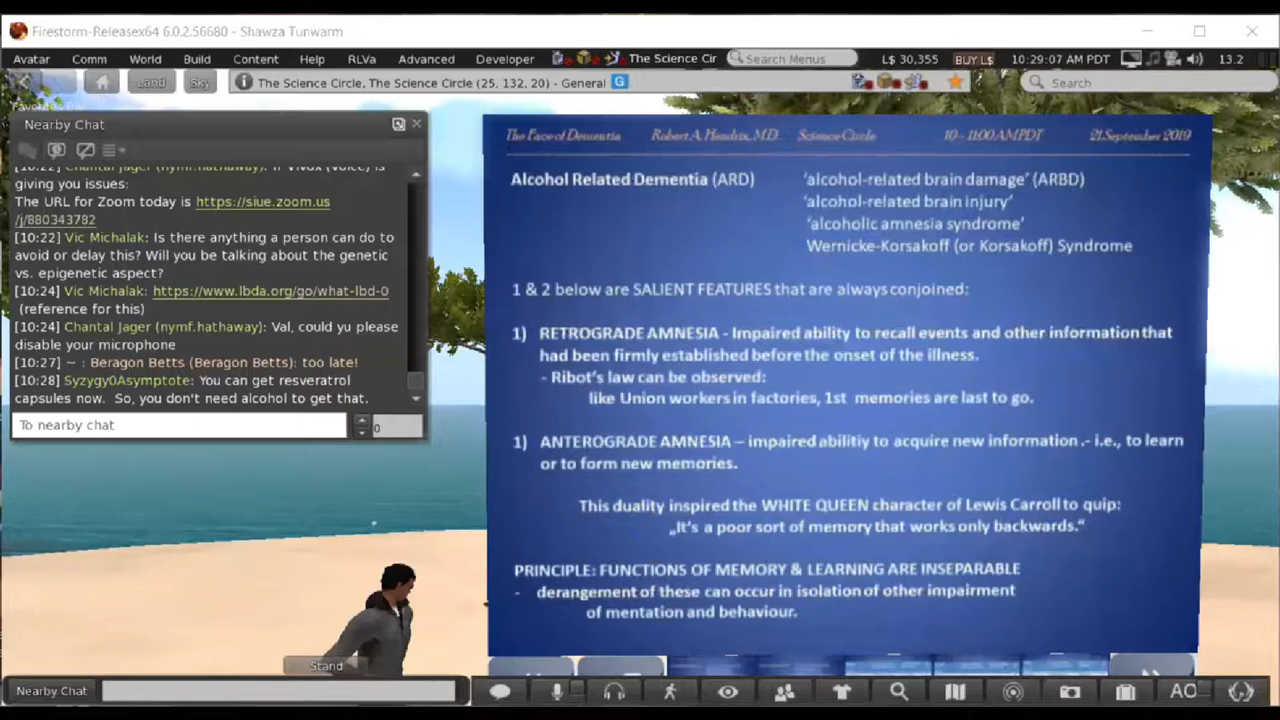 Firestorm-Releasex64 6.0.2.56680 - Shawza Tunwarm
Avatar Comm World Build Content Help RLVa Advanced Developer The Science Cir Search Menus L$ 30,355 BUY L$ 10:29:07 AM PDT 13.2
Land Sky The Science Circle, The Science Circle (25, 132, 20) - General G Search
Nearby Chat
[10:22] Chantal Jager (nymf.hathaway): If Vivox (voice) is
giving you issues:
The URL for Zoom today is https://siue.zoom.us
/j/880343782
[10:22] Vic Michalak: Is there anything a person can do to
avoid or delay this? Will you be talking about the genetic
vs. epigenetic aspect?
[10:24] Vic Michalak: https://www.lbda.org/go/what-lbd-0
(reference for this)
[10:24] Chantal Jager (nymf.hathaway): Val, could yu please
disable your microphone
[10:27] ~ : Beragon Betts (Beragon Betts): too late!
[10:28] Syzygy0Asymptote: You can get resveratrol
capsules now. So, you don't need alcohol to get that.
To nearby chat 0
The Face of Dementia Robert A. Hendrix, M.D. Science Circle 10 - 11:00 AM PDT 21 September 2019
Alcohol Related Dementia (ARD) 'alcohol-related brain damage' (ARBD)
'alcohol-related brain injury'
'alcoholic amnesia syndrome'
Wernicke-Korsakoff (or Korsakoff) Syndrome
1 & 2 below are SALIENT FEATURES that are always conjoined:
1) RETROGRADE AMNESIA - Impaired ability to recall events and other information that
had been firmly established before the onset of the illness.
- Ribot's law can be observed:
like Union workers in factories, 1st memories are last to go.
1) ANTEROGRADE AMNESIA – impaired abilitiy to acquire new information .- i.e., to learn
or to form new memories.
This duality inspired the WHITE QUEEN character of Lewis Carroll to quip:
„It's a poor sort of memory that works only backwards."
PRINCIPLE: FUNCTIONS OF MEMORY & LEARNING ARE INSEPARABLE
- derangement of these can occur in isolation of other impairment
of mentation and behaviour.
Stand
Nearby Chat
AO